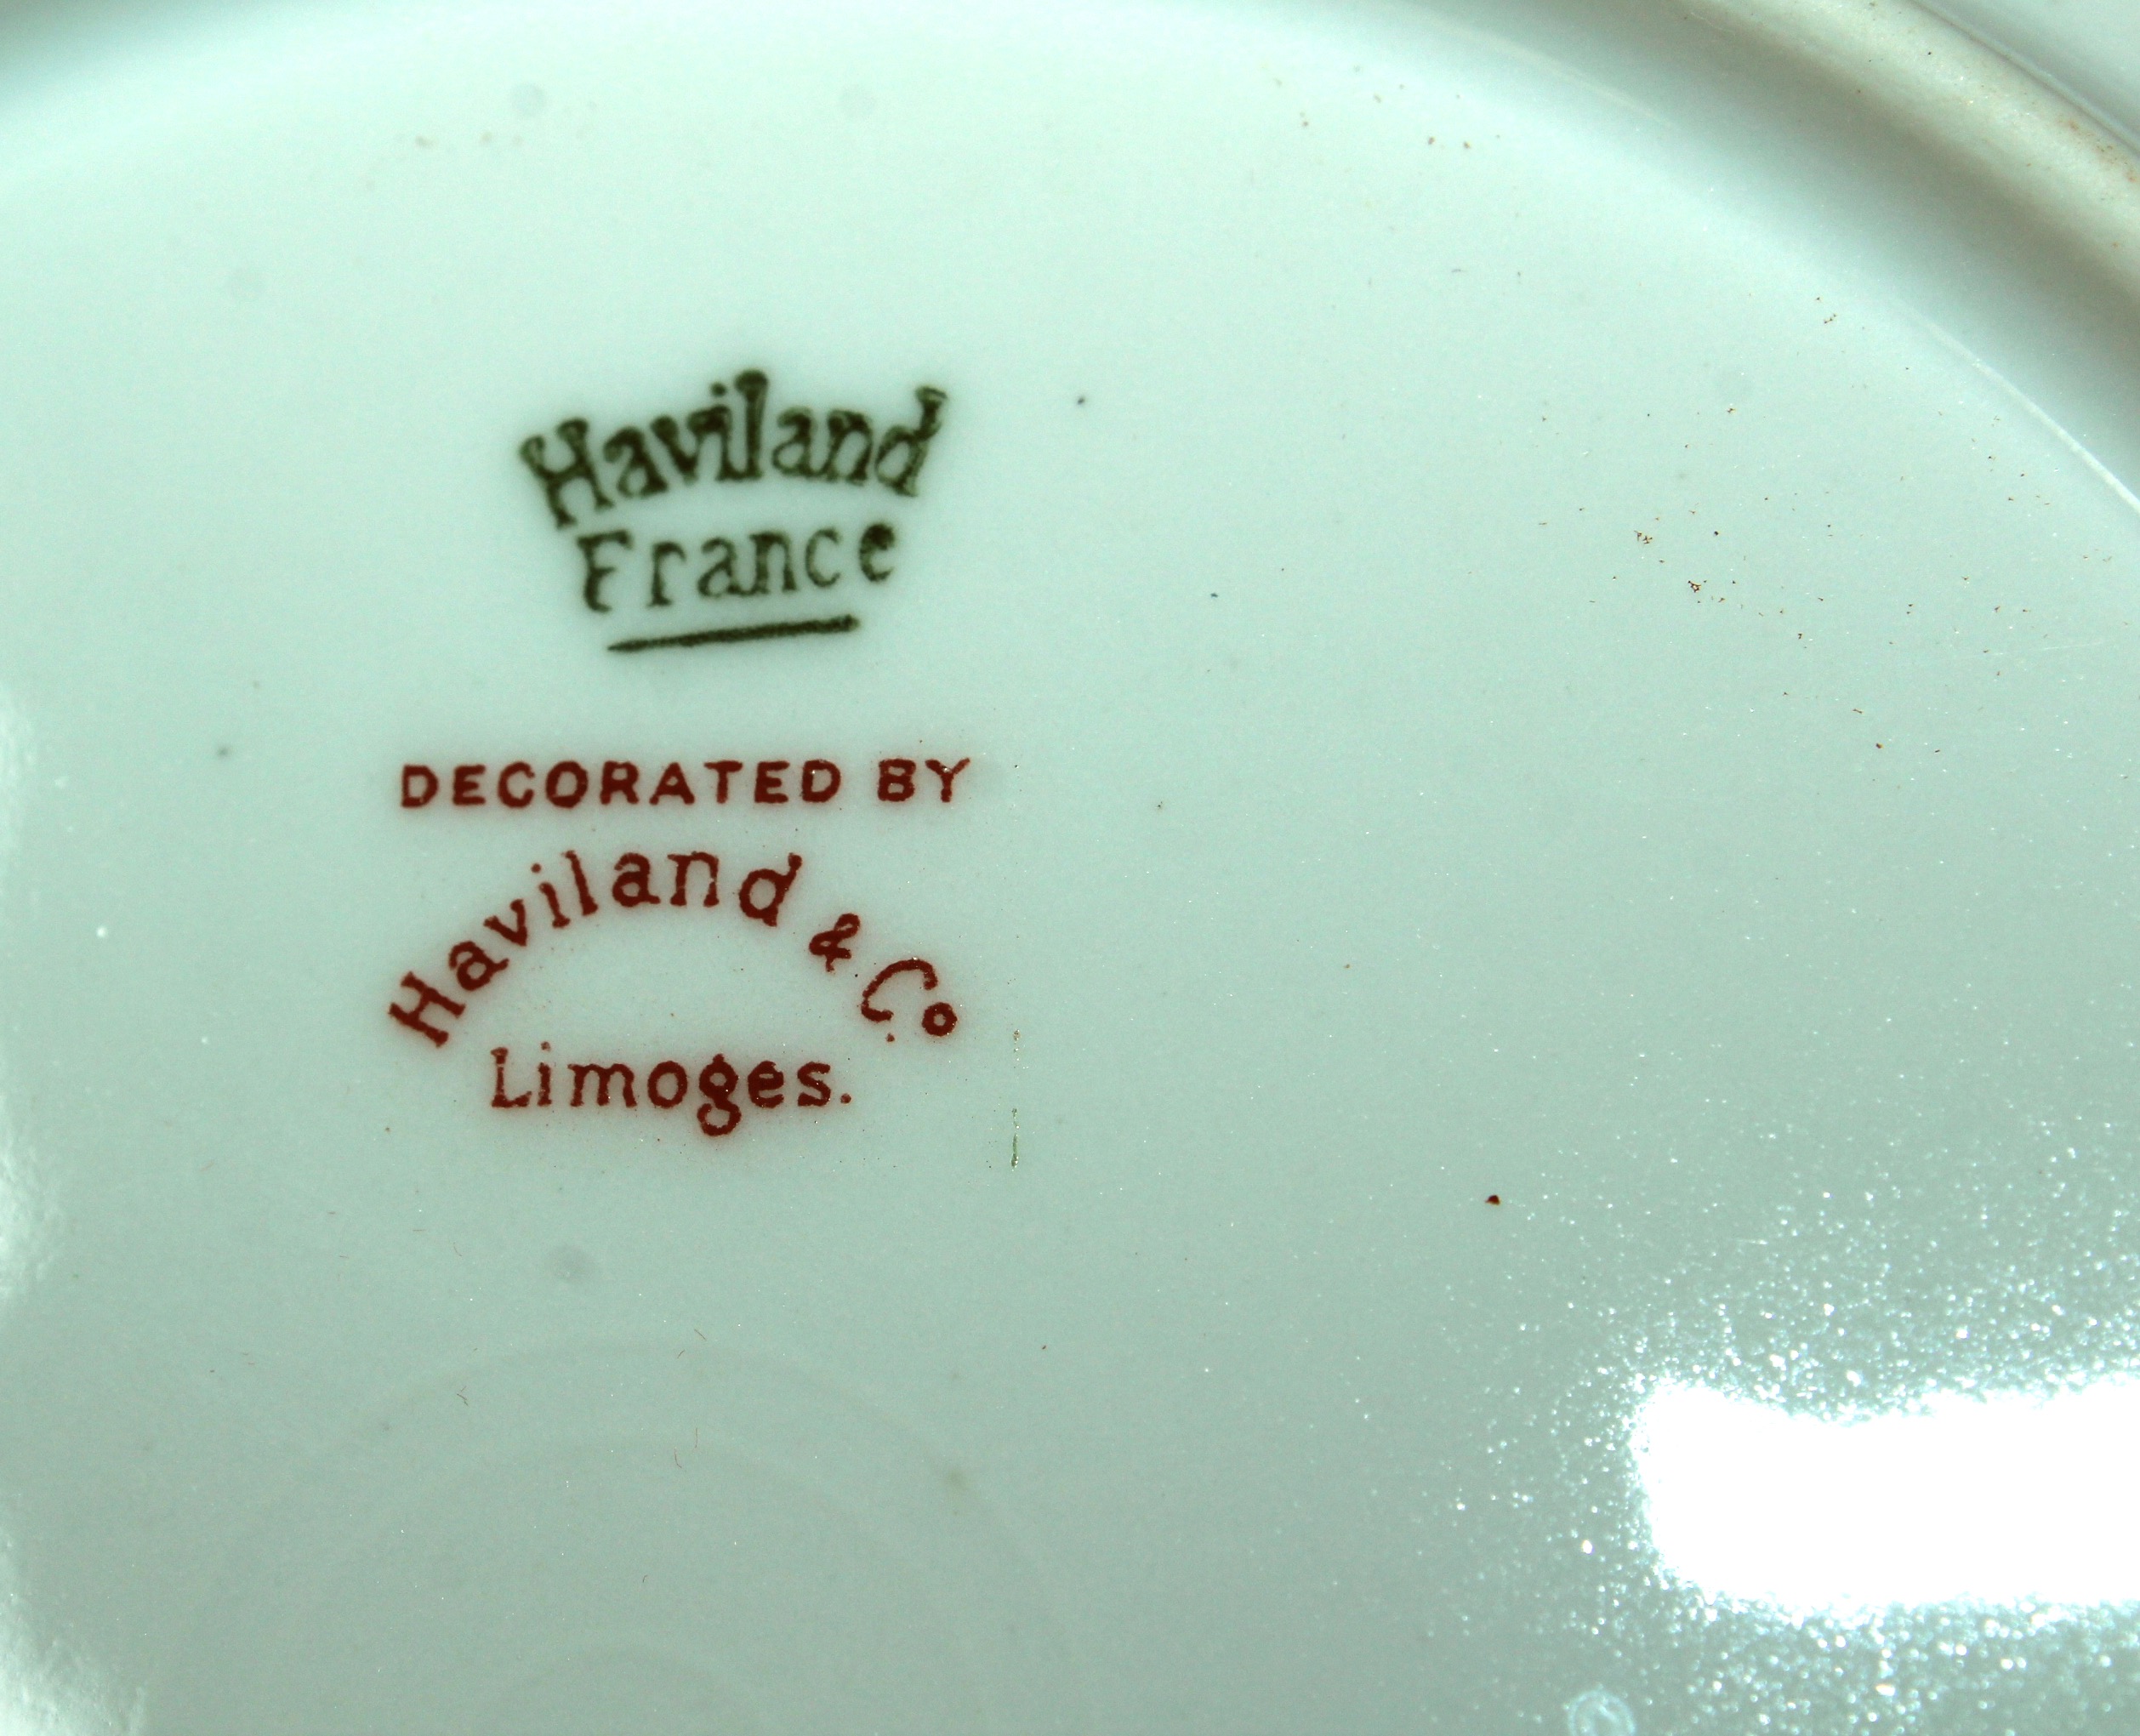 Haviland
France
DECORATED BY
Haviland & Co
Limoges.